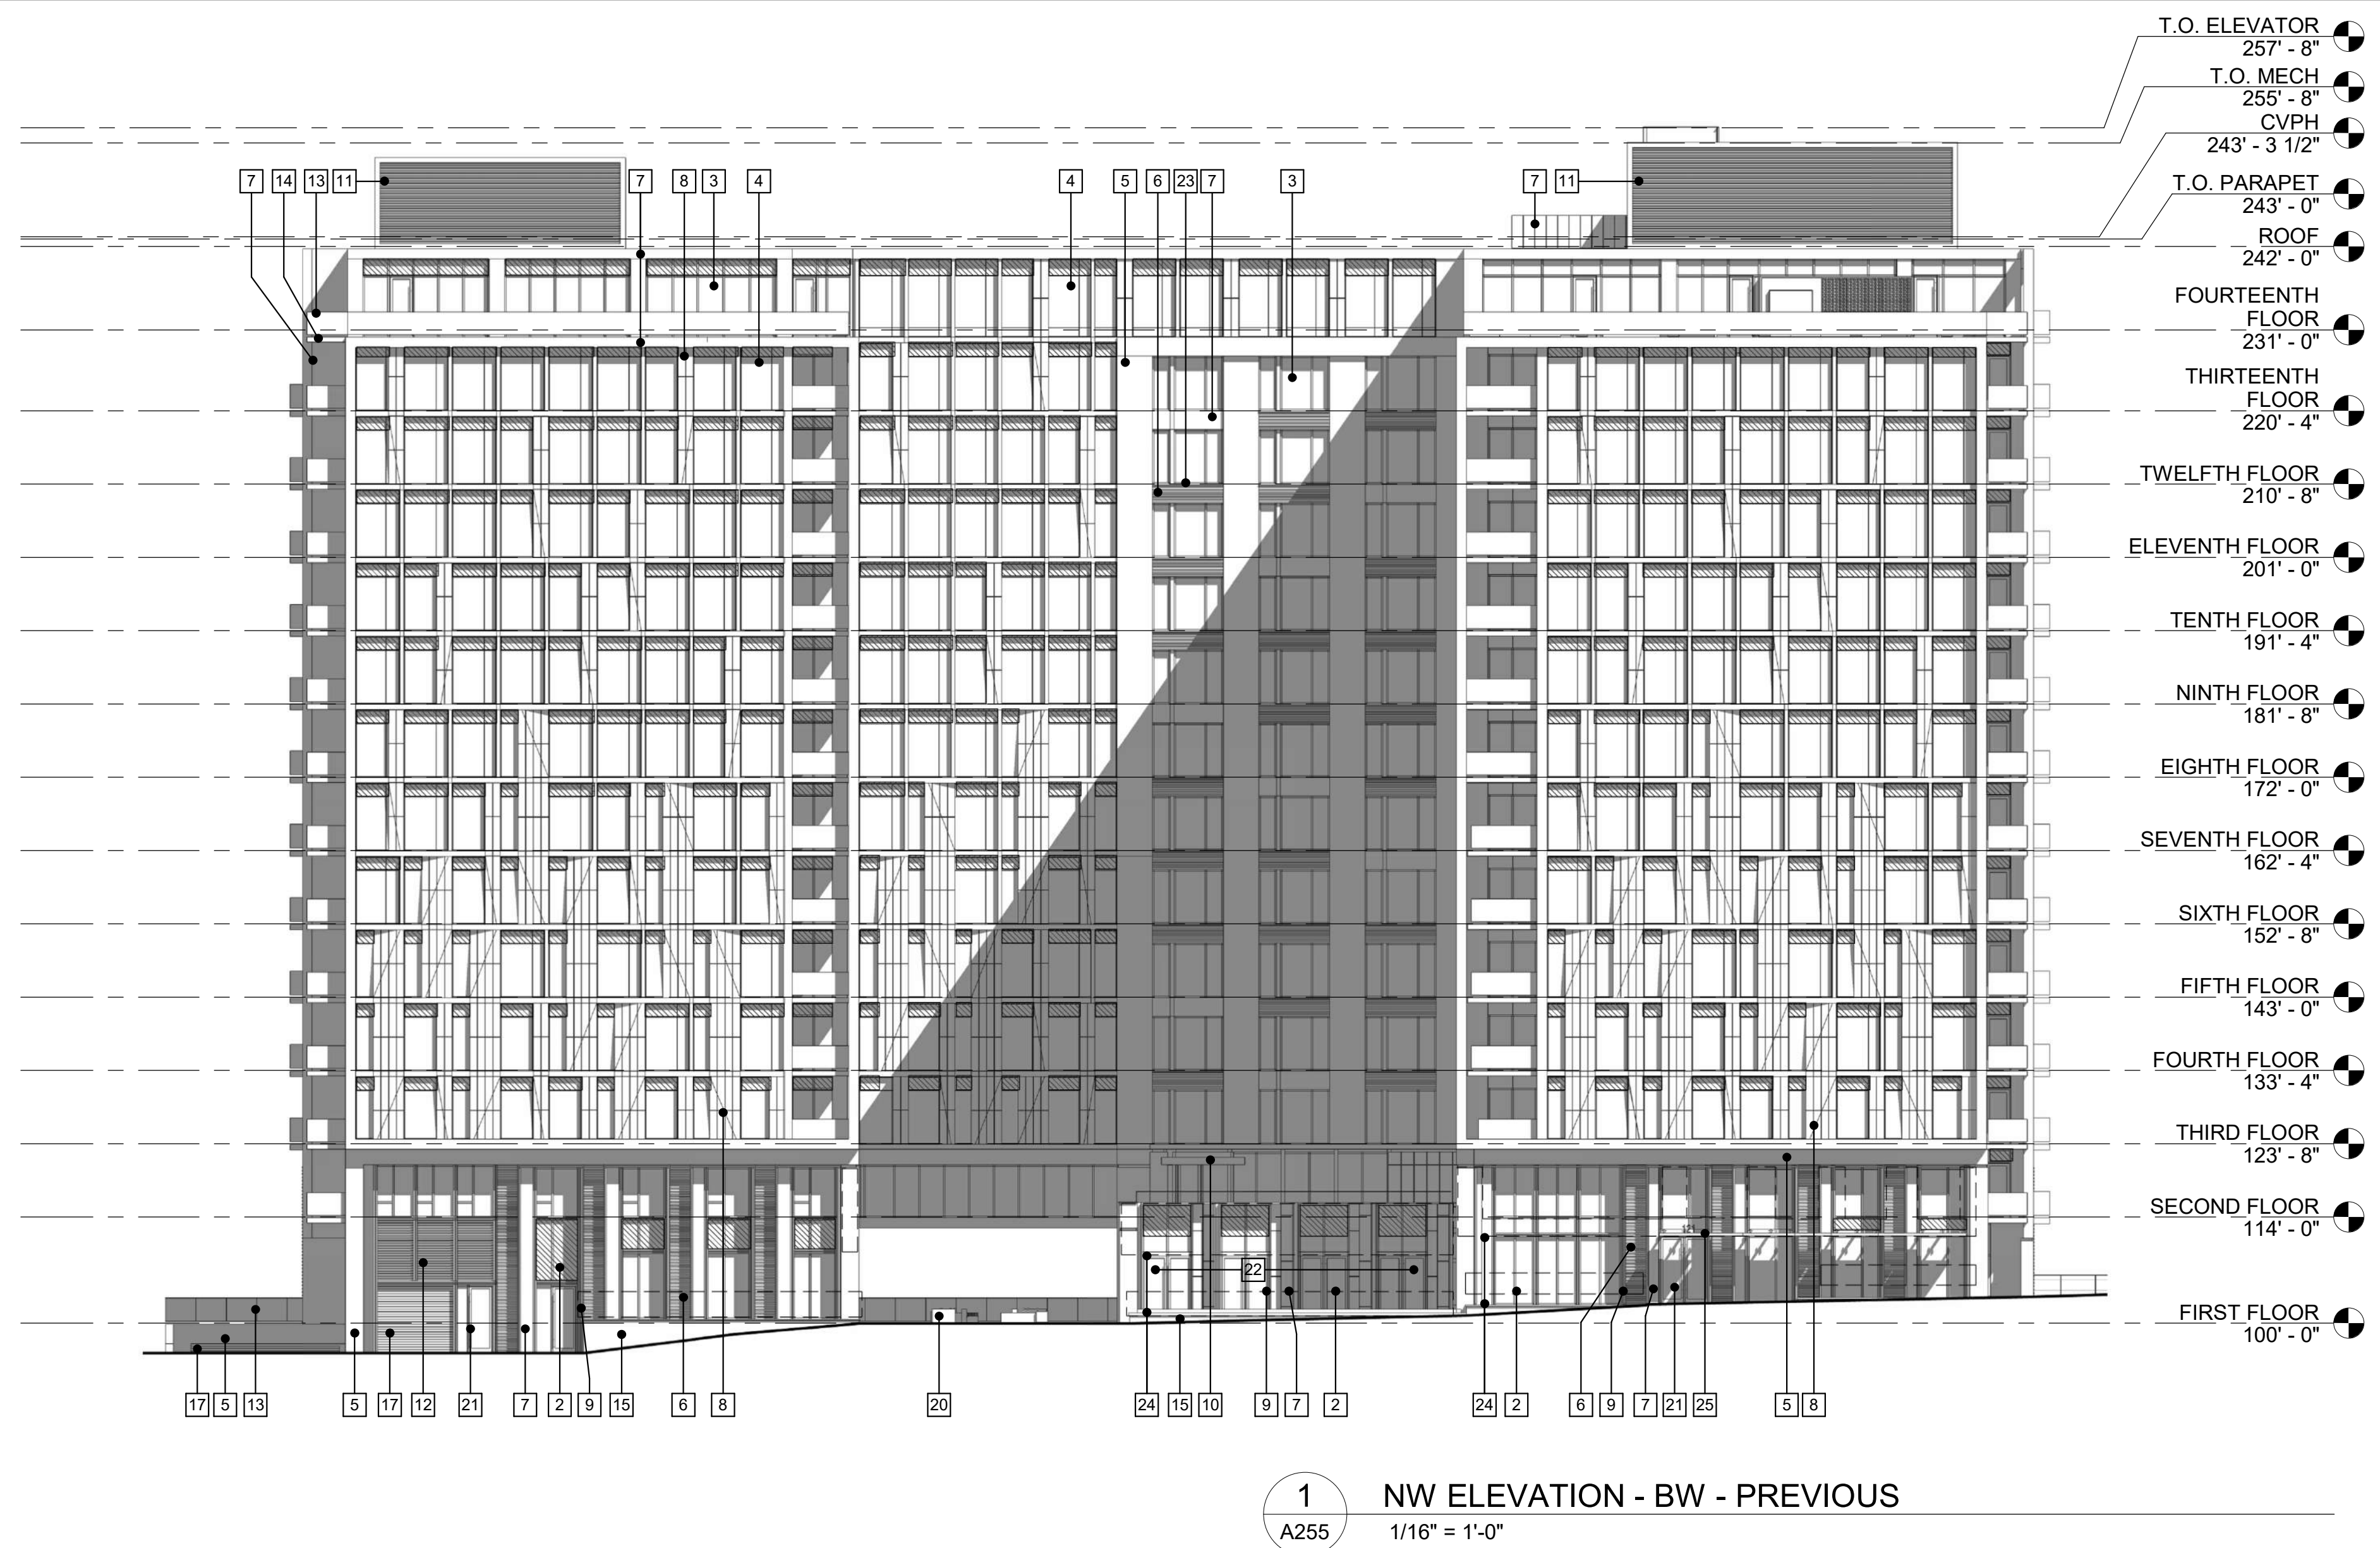 T.O. ELEVATOR
257' - 8"
T.O. MECH
255' - 8"
CVPH
243' - 3 1/2"
T.O. PARAPET
243' - 0"
ROOF
242' - 0"
7 14 13 11 7 8 3 4 4 5 6 23 7 3 7 11
FOURTEENTH
FLOOR
231' - 0"
THIRTEENTH
FLOOR
220' - 4"
TWELFTH FLOOR
210' - 8"
ELEVENTH FLOOR
201' - 0"
TENTH FLOOR
191' - 4"
NINTH FLOOR
181' - 8"
EIGHTH FLOOR
172' - 0"
SEVENTH FLOOR
162' - 4"
SIXTH FLOOR
152' - 8"
FIFTH FLOOR
143' - 0"
FOURTH FLOOR
133' - 4"
THIRD FLOOR
123' - 8"
SECOND FLOOR
114' - 0"
121
22
FIRST FLOOR
100' - 0"
17 5 13 5 17 12 21 7 2 9 15 6 8 20 24 15 10 9 7 2 24 2 6 9 7 21 25 5 8
1 NW ELEVATION - BW - PREVIOUS
A255 1/16" = 1'-0"